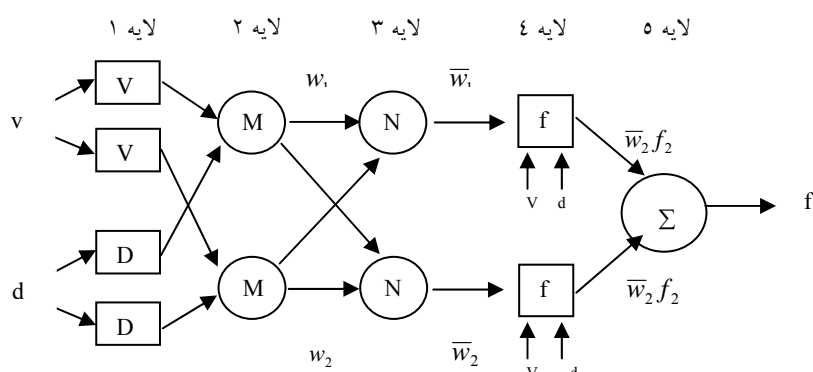 لایه ۱ لایه ۲ لایه ۳ لایه ٤ لایه ٥
w₁ w̅₁
V M N f
w̅₂f₂
v V
V d
Σ f
D
d M N f
w̅₂f₂
D
w₂ w̅₂
V d